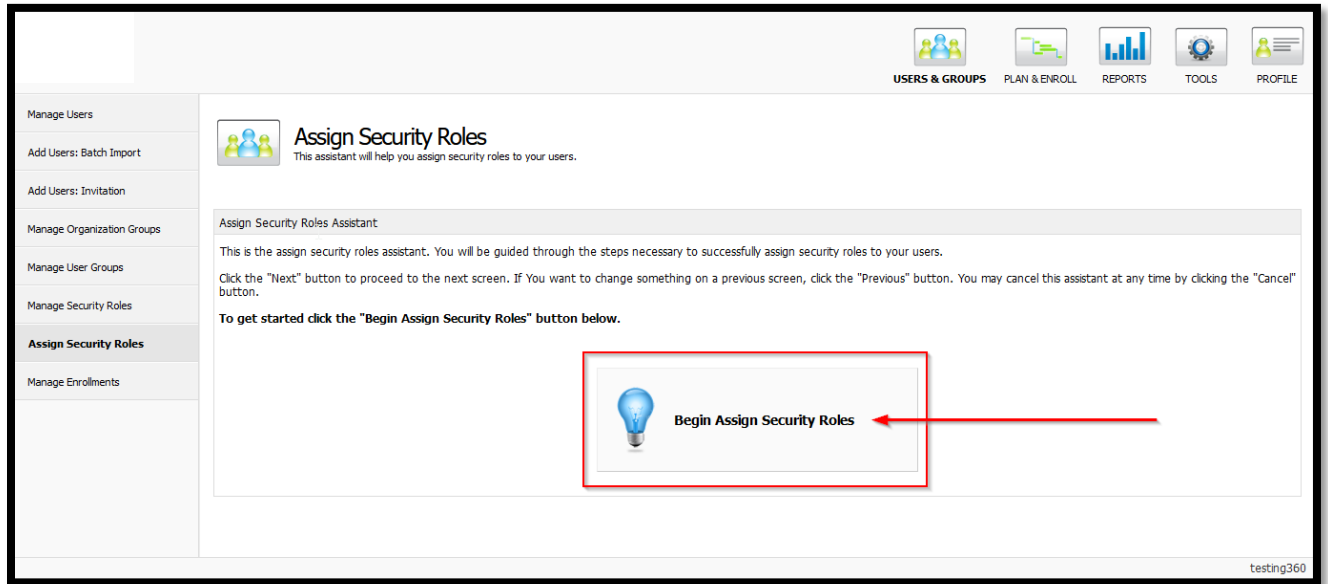 USERS & GROUPS PLAN & ENROLL REPORTS TOOLS PROFILE
Manage Users
Add Users: Batch Import
Add Users: Invitation
Manage Organization Groups
Manage User Groups
Manage Security Roles
Assign Security Roles
Manage Enrollments
Assign Security Roles
This assistant will help you assign security roles to your users.
Assign Security Roles Assistant
This is the assign security roles assistant. You will be guided through the steps necessary to successfully assign security roles to your users.
Click the "Next" button to proceed to the next screen. If You want to change something on a previous screen, click the "Previous" button. You may cancel this assistant at any time by clicking the "Cancel"
button.
To get started click the "Begin Assign Security Roles" button below.
Begin Assign Security Roles
testing360